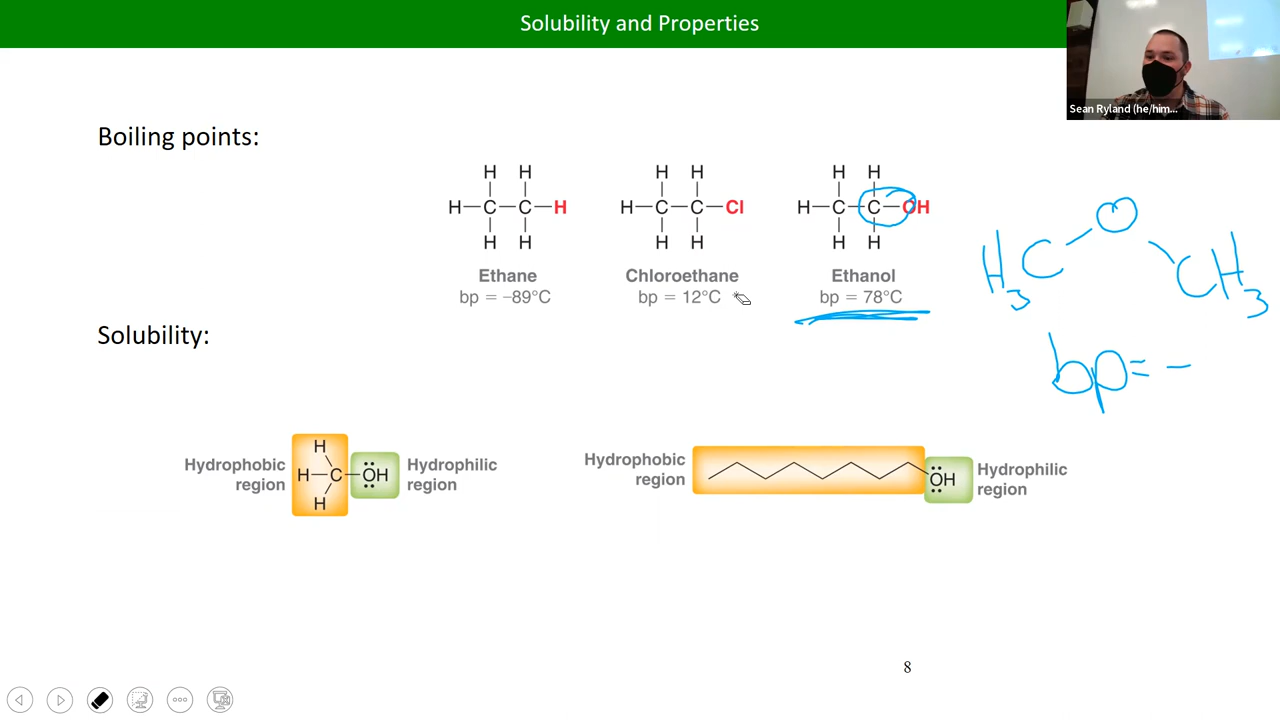 Solubility and Properties
Sean Ryland (he/him...
Boiling points:
H H
H—C—C—H
H H
Ethane
bp = −89°C
H H
H—C—C—Cl
H H
Chloroethane
bp = 12°C
H H
H—C—C—OH
H H
Ethanol
bp = 78°C
H3C O CH3
bp= -
Solubility:
Hydrophobic
region
H
H—C—OH
H
Hydrophilic
region
Hydrophobic
region
OH
Hydrophilic
region
8